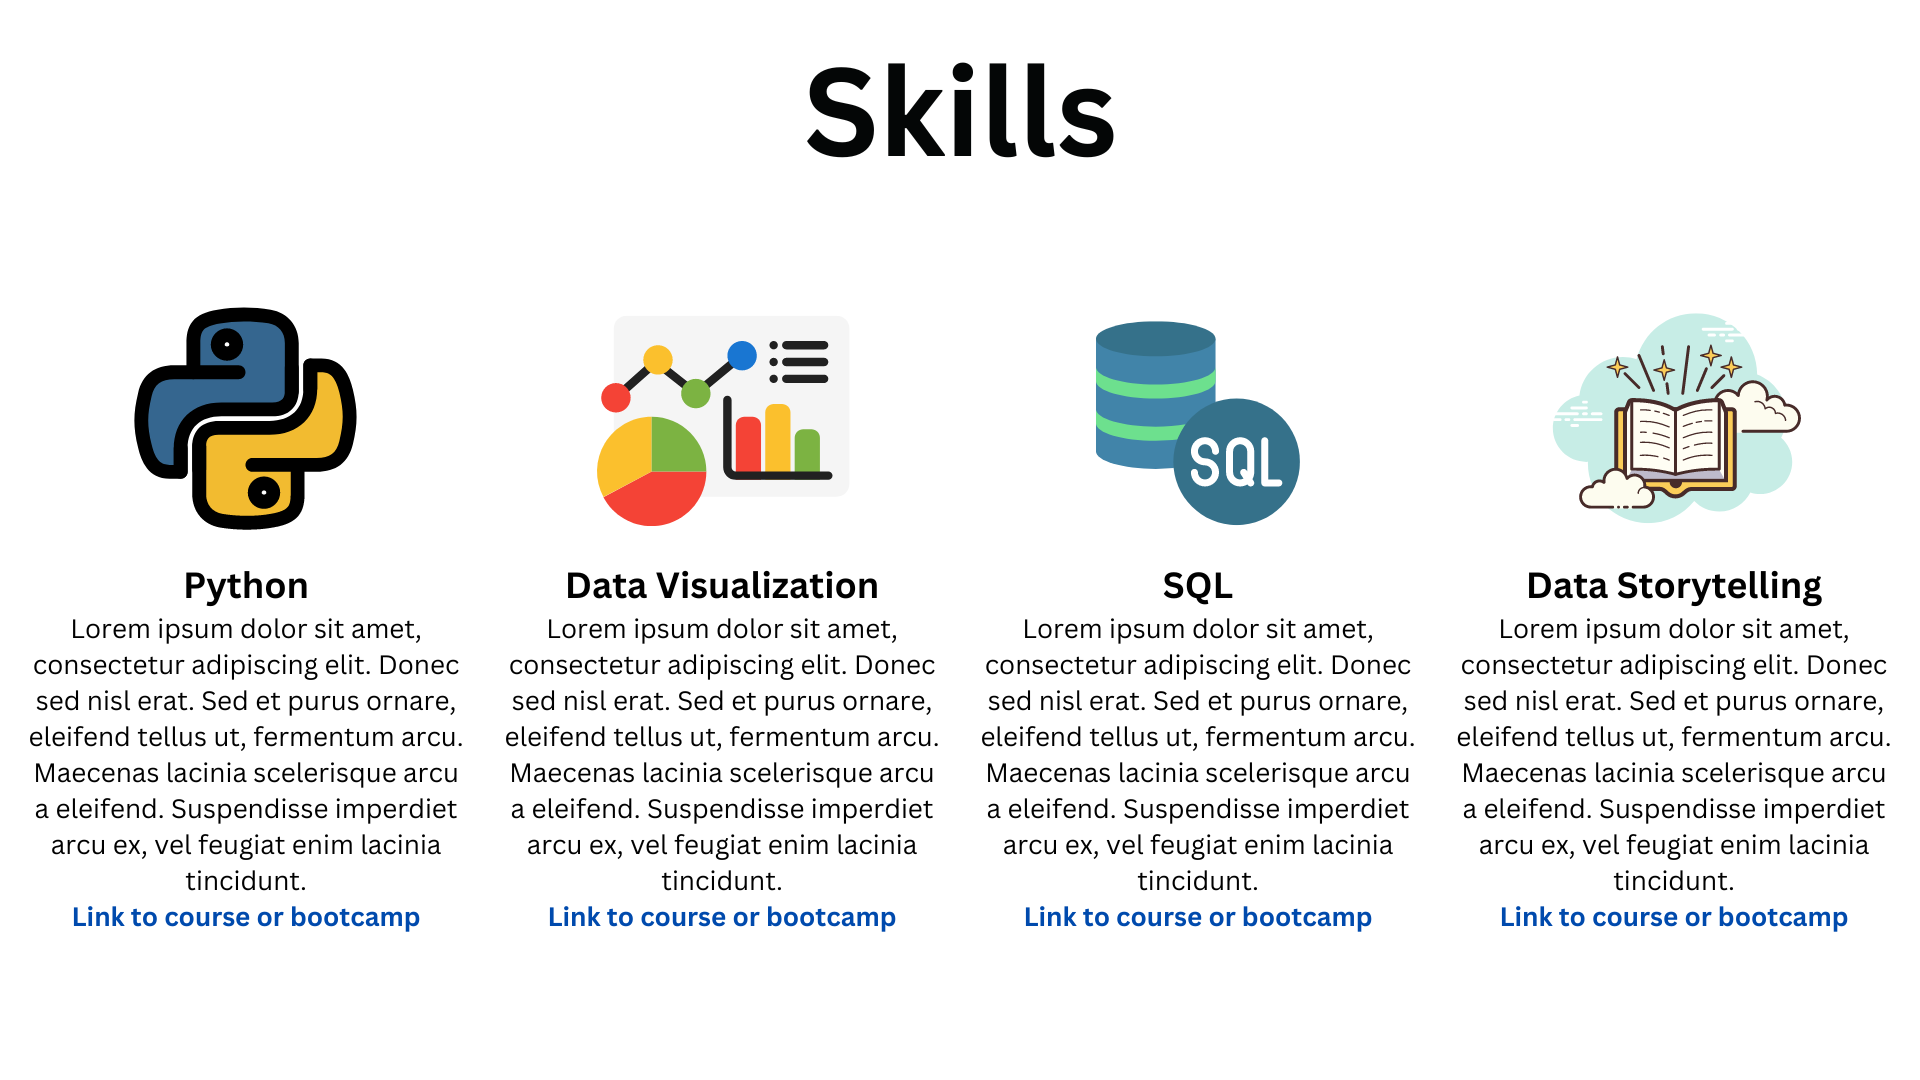 Skills
SQL
Python
Lorem ipsum dolor sit amet,
consectetur adipiscing elit. Donec
sed nisl erat. Sed et purus ornare,
eleifend tellus ut, fermentum arcu.
Maecenas lacinia scelerisque arcu
a eleifend. Suspendisse imperdiet
arcu ex, vel feugiat enim lacinia
tincidunt.
Link to course or bootcamp
Data Visualization
Lorem ipsum dolor sit amet,
consectetur adipiscing elit. Donec
sed nisl erat. Sed et purus ornare,
eleifend tellus ut, fermentum arcu.
Maecenas lacinia scelerisque arcu
a eleifend. Suspendisse imperdiet
arcu ex, vel feugiat enim lacinia
tincidunt.
Link to course or bootcamp
SQL
Lorem ipsum dolor sit amet,
consectetur adipiscing elit. Donec
sed nisl erat. Sed et purus ornare,
eleifend tellus ut, fermentum arcu.
Maecenas lacinia scelerisque arcu
a eleifend. Suspendisse imperdiet
arcu ex, vel feugiat enim lacinia
tincidunt.
Link to course or bootcamp
Data Storytelling
Lorem ipsum dolor sit amet,
consectetur adipiscing elit. Donec
sed nisl erat. Sed et purus ornare,
eleifend tellus ut, fermentum arcu.
Maecenas lacinia scelerisque arcu
a eleifend. Suspendisse imperdiet
arcu ex, vel feugiat enim lacinia
tincidunt.
Link to course or bootcamp